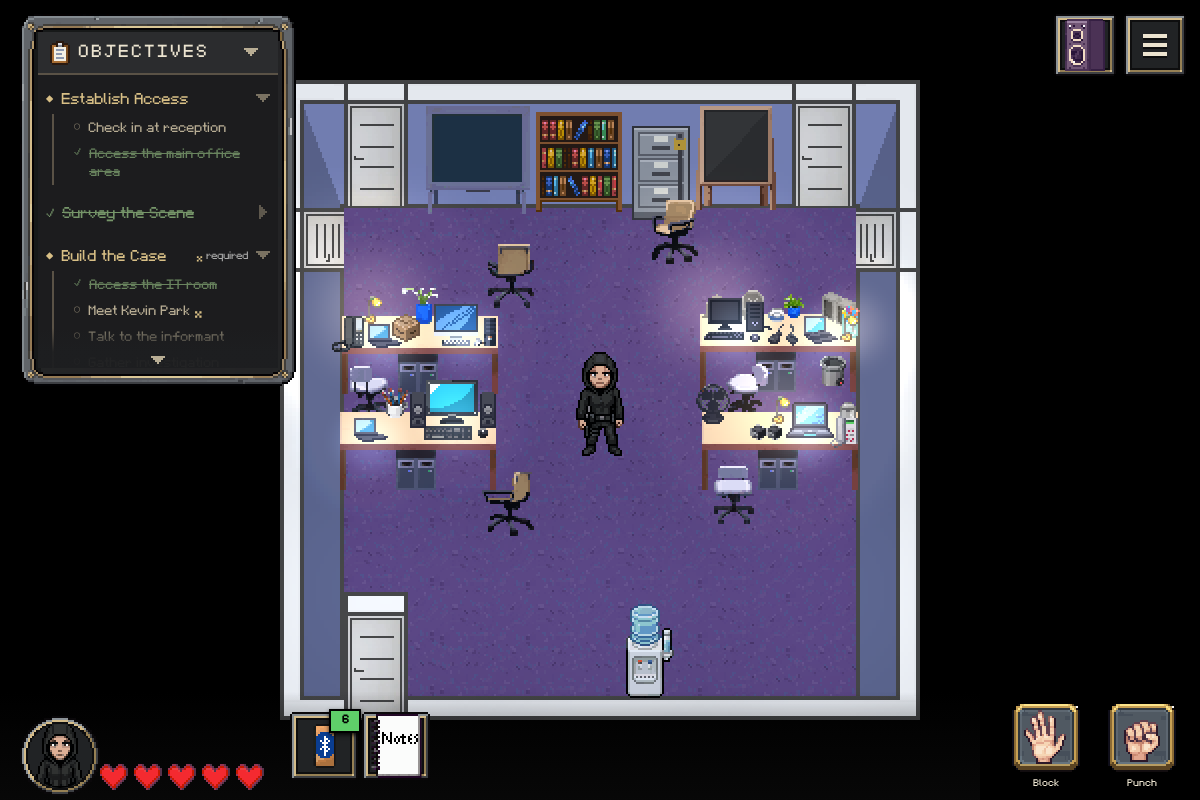 OBJECTIVES
Establish Access
Check in at reception
Access the main office
area
Survey the Scene
Build the Case
required
Access the IT room
Meet Kevin Park
Talk to the informant
6
Notes
Block
Punch